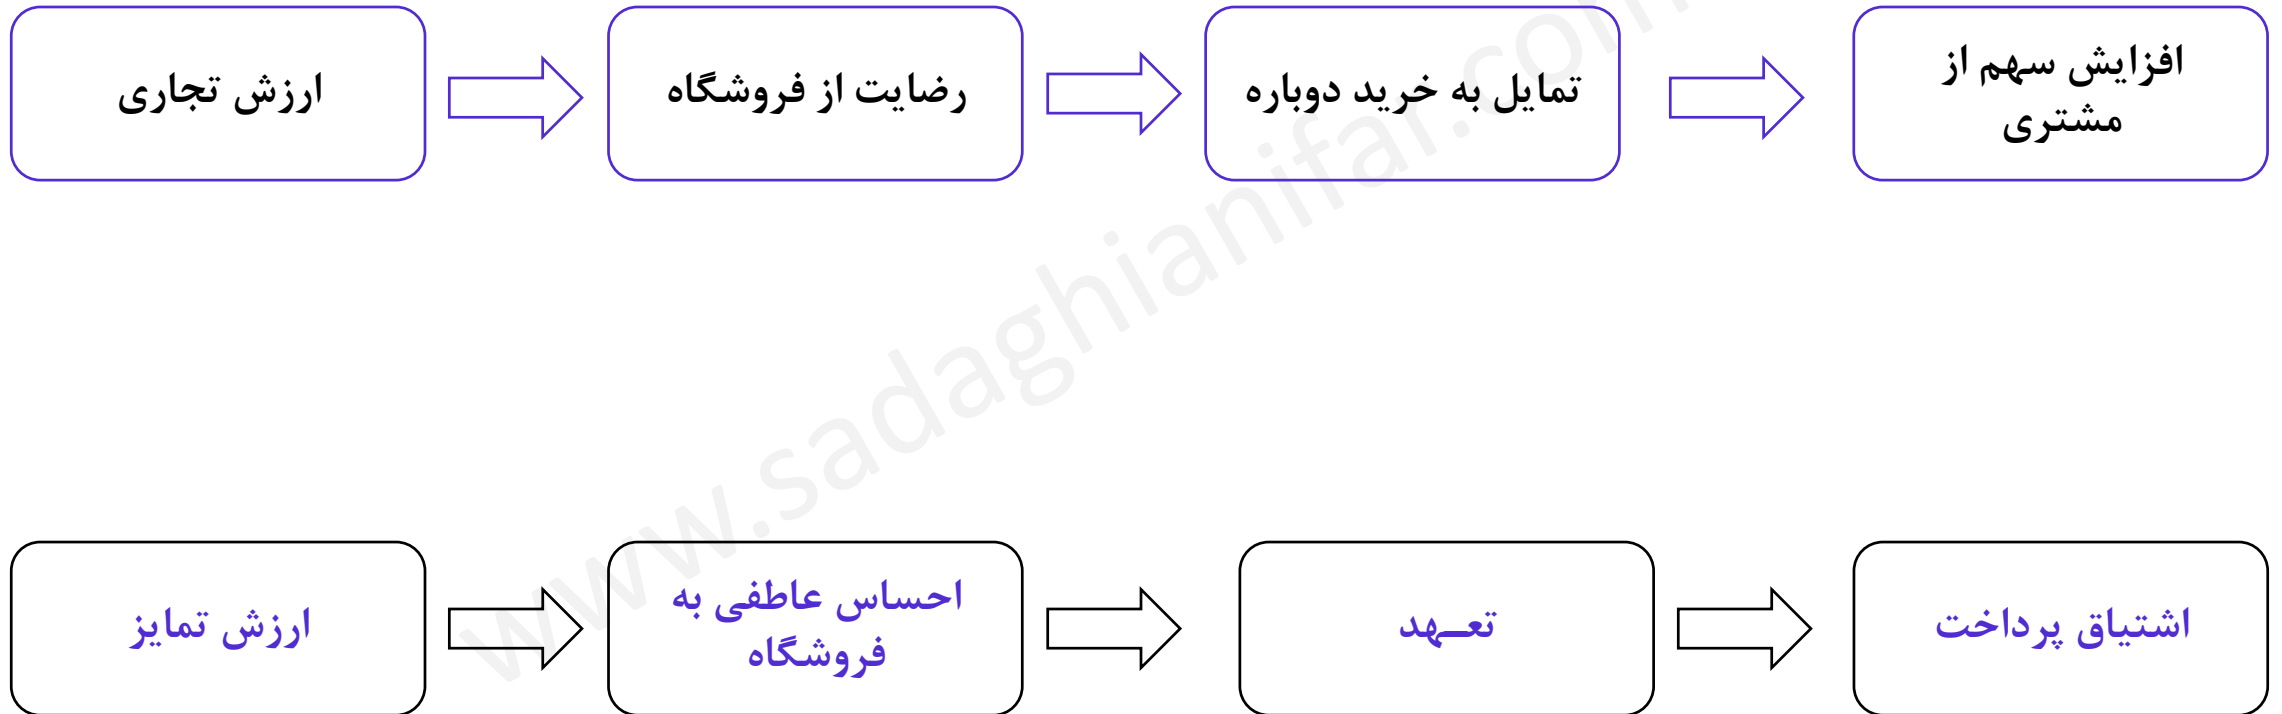 ارزش تجاری
رضایت از فروشگاه
تمایل به خرید دوباره
افزایش سهم از
مشتری
ارزش تمایز
احساس عاطفی به
فروشگاه
تعـهد
اشتیاق پرداخت
www.sadaghianifar.com